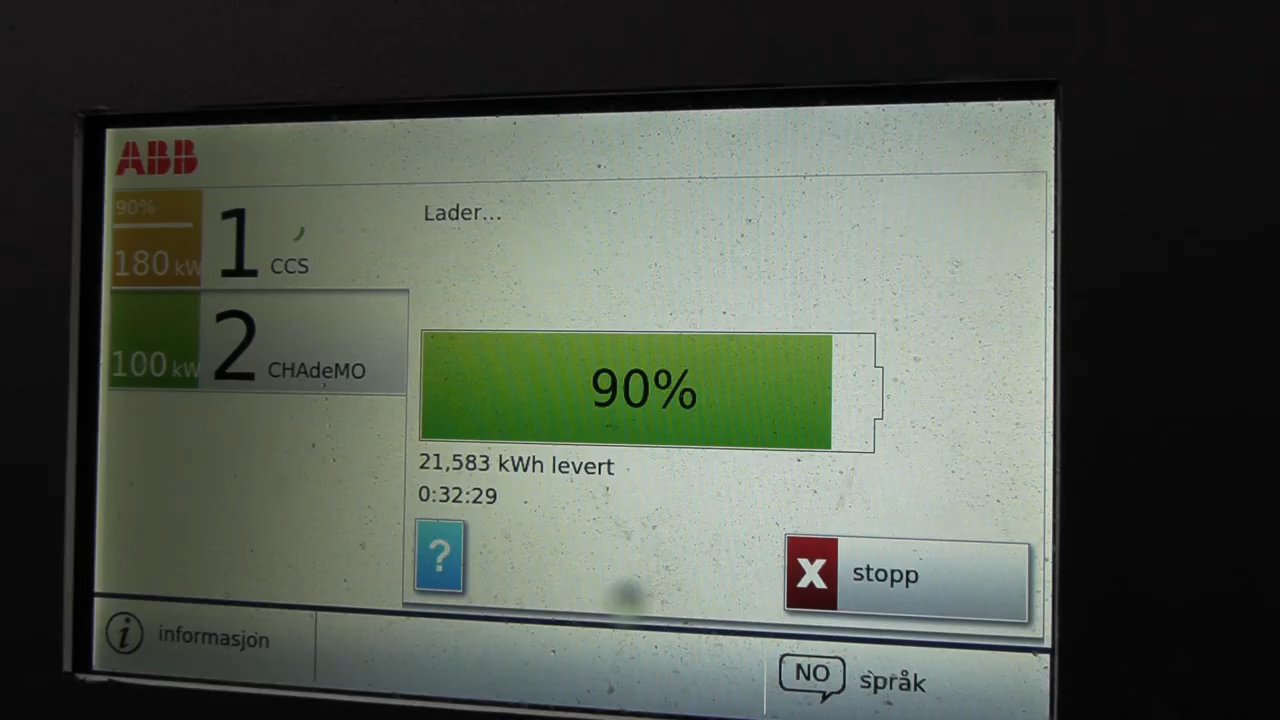 ABB
90%
180 kW
1
CCS
100 kW
2
CHAdeMO
Lader...
90%
21,583 kWh levert
0:32:29
?
X stopp
i informasjon
NO språk